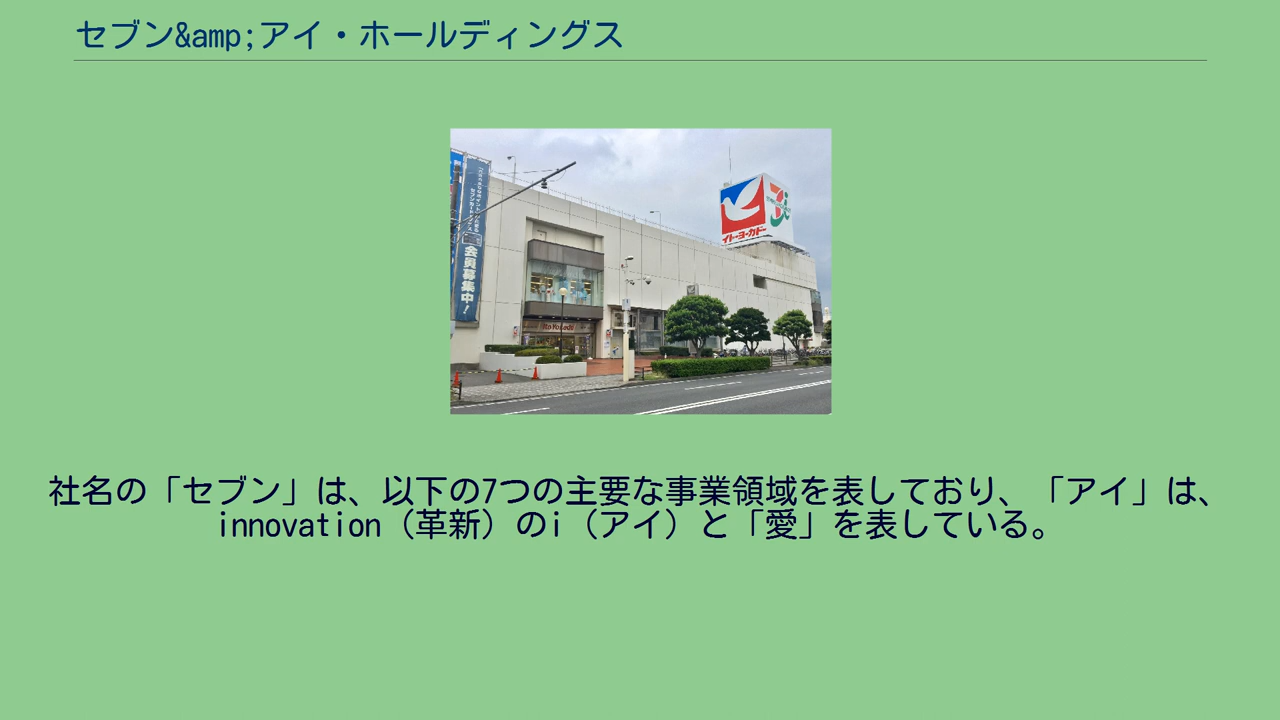 セブン&amp;アイ・ホールディングス
イトーヨーカドー
会員募集中！
Ito Yokado
社名の「セブン」は、以下の7つの主要な事業領域を表しており、「アイ」は、
innovation（革新）のi（アイ）と「愛」を表している。